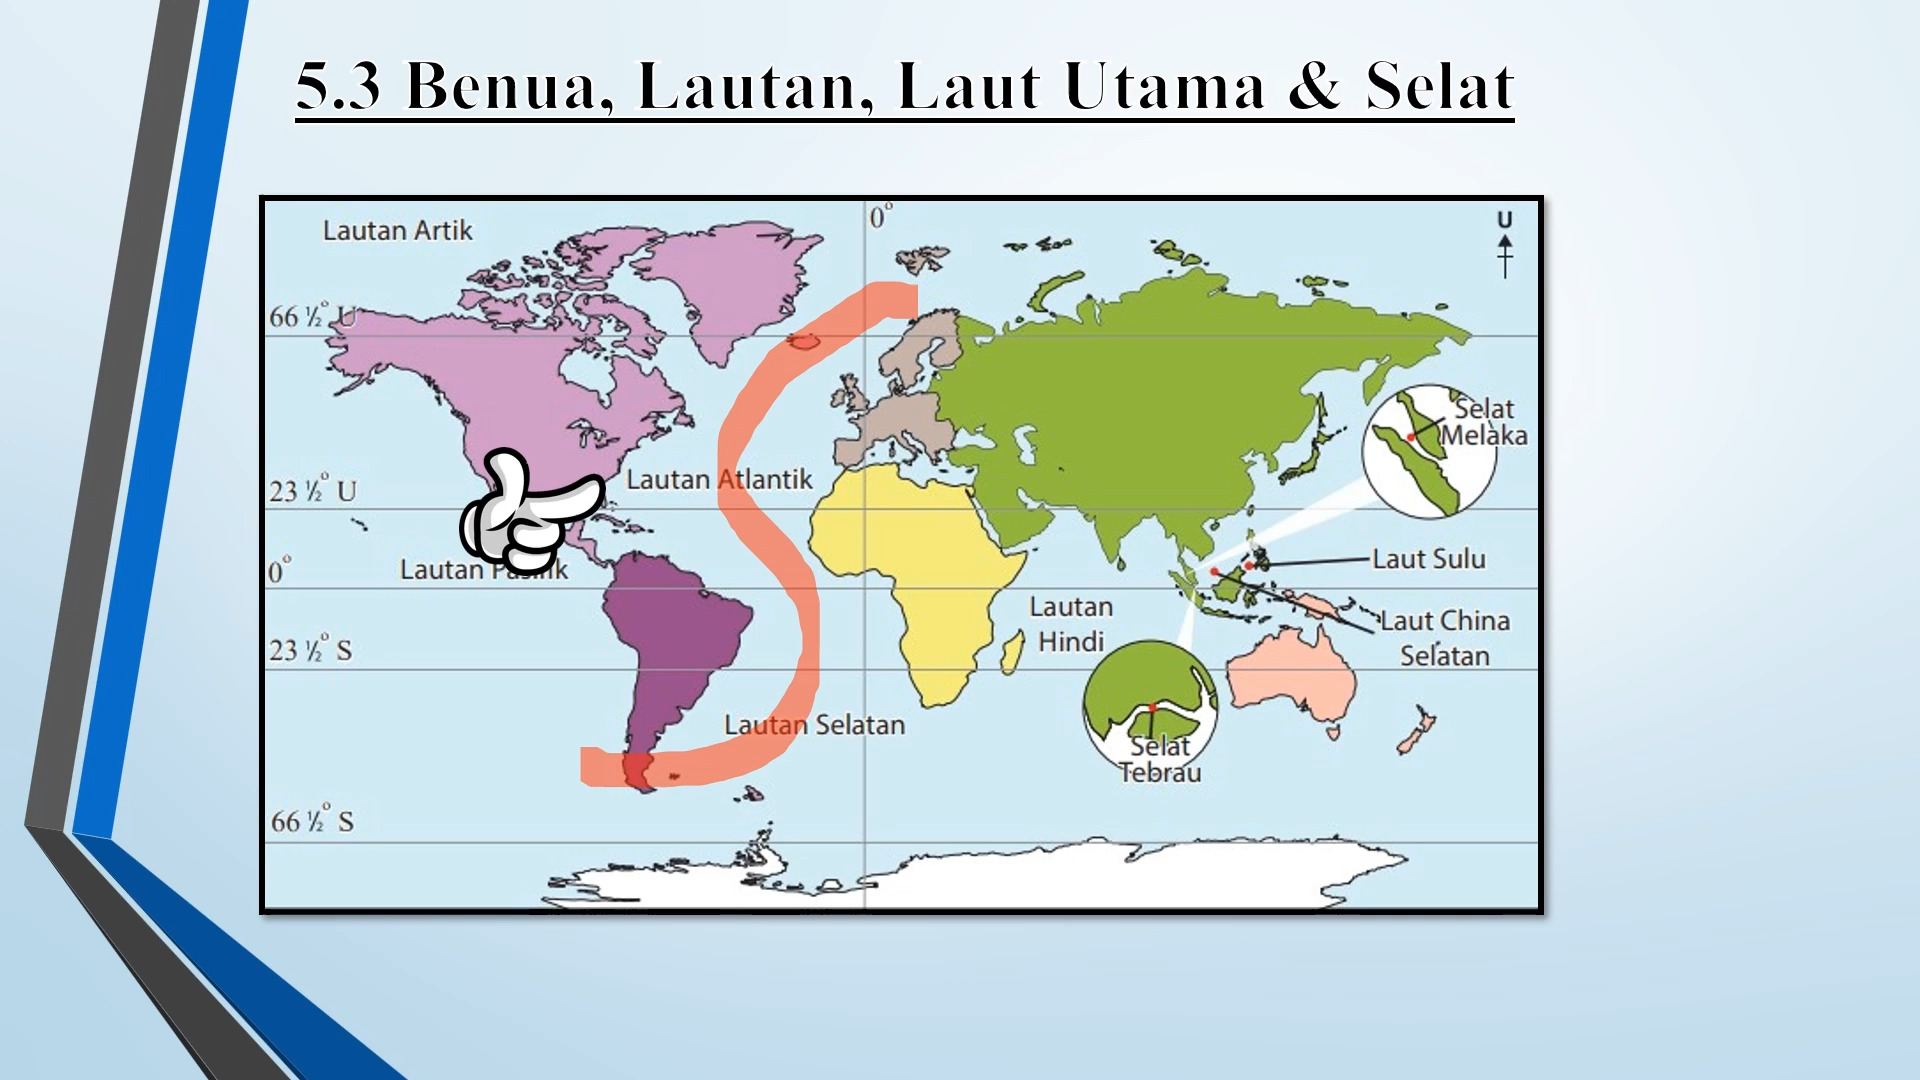 5.3 Benua, Lautan, Laut Utama & Selat
0°
U
Lautan Artik
66 ½° U
Selat
Melaka
Lautan Atlantik
23 ½° U
Laut Sulu
Lautan Pasifik
0°
Lautan
Hindi
Laut China
Selatan
23 ½° S
Lautan Selatan
Selat
Tebrau
66 ½° S